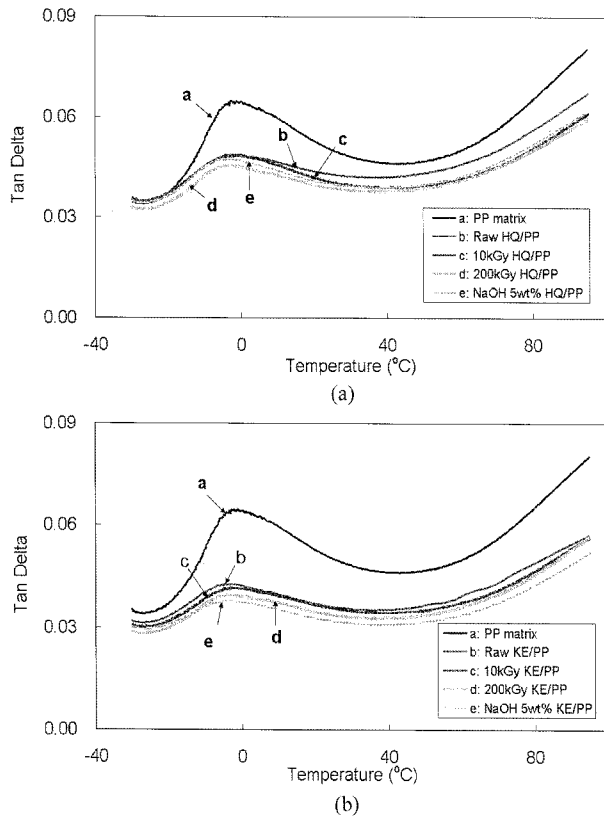 0.09
0.06
0.03
0.00
Tan Delta
a
b
c
d
e
a: PP matrix
b: Raw HQ/PP
c: 10kGy HQ/PP
d: 200kGy HQ/PP
e: NaOH 5wt% HQ/PP
-40
0
40
80
Temperature (°C)
(a)
0.09
0.06
0.03
0.00
Tan Delta
a
c
b
e
d
a: PP matrix
b: Raw KE/PP
c: 10kGy KE/PP
d: 200kGy KE/PP
e: NaOH 5wt% KE/PP
-40
0
40
80
Temperature (°C)
(b)